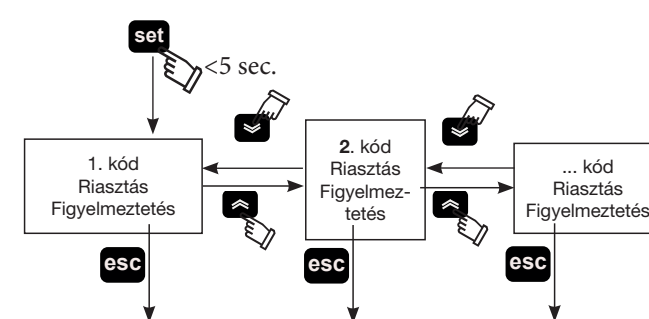 set
<5 sec.
1. kód
Riasztás
Figyelmeztetés
2. kód
Riasztás
Figyelmez-
tetés
... kód
Riasztás
Figyelmeztetés
esc
esc
esc